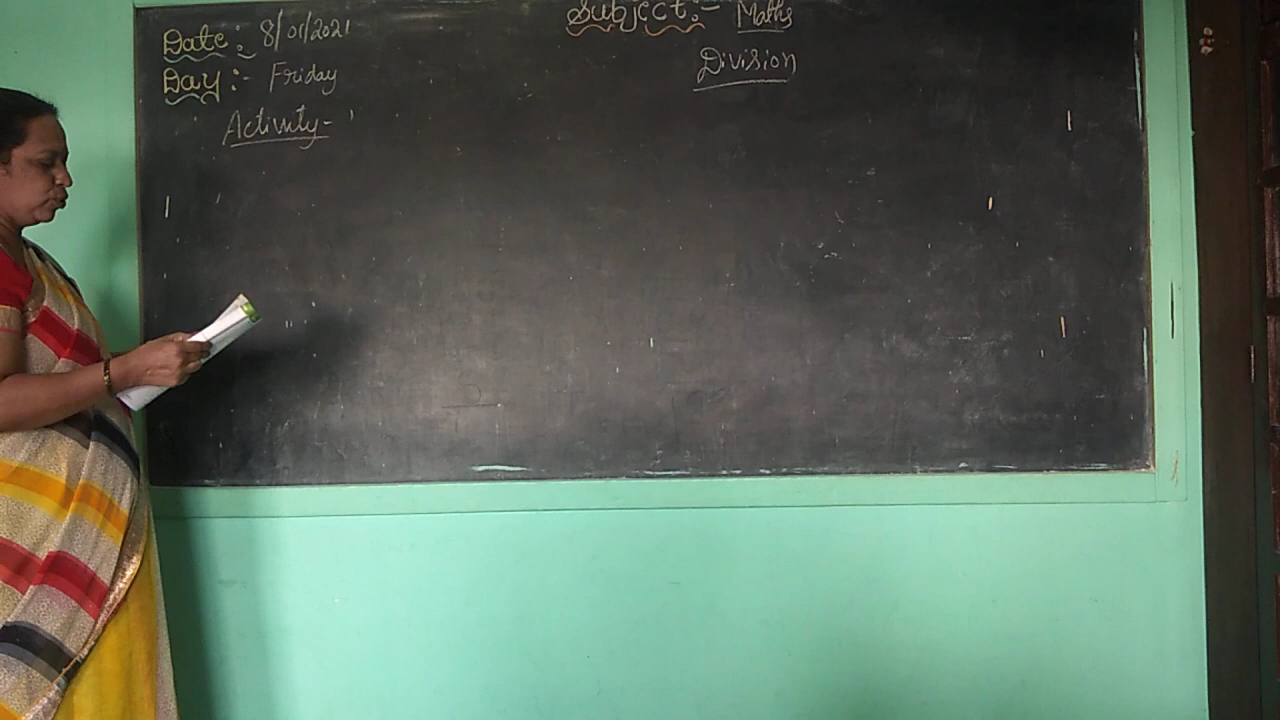 Date:- 8/01/2021
Subject:- Maths
Day:- Friday
Division
Activity-